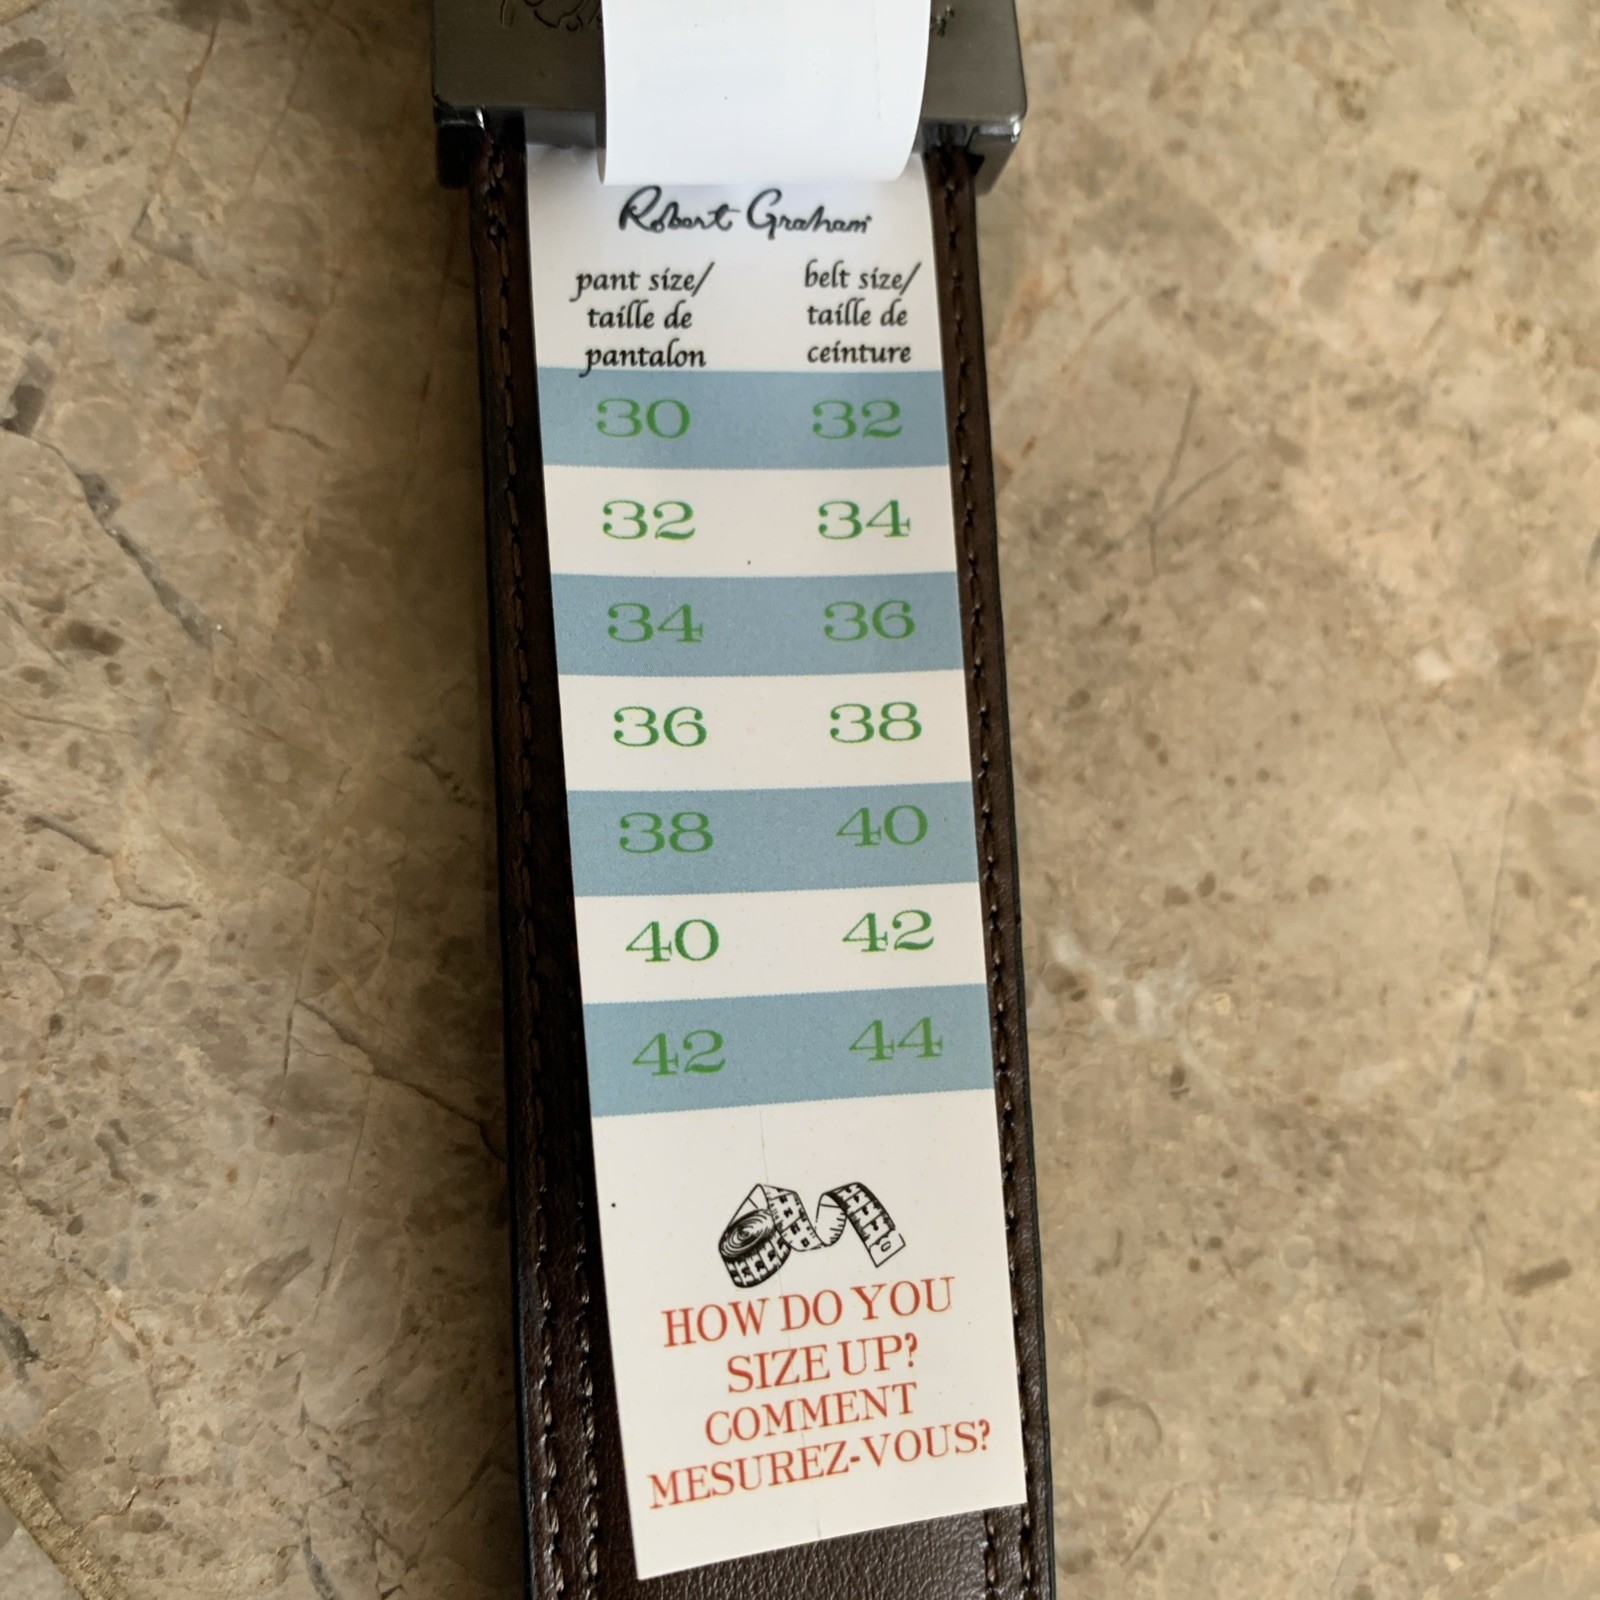 Robert Graham
pant size/ belt size/
taille de taille de
pantalon ceinture
30 32
32 34
34 36
36 38
38 40
40 42
42 44
HOW DO YOU
SIZE UP?
COMMENT
MESUREZ-VOUS?